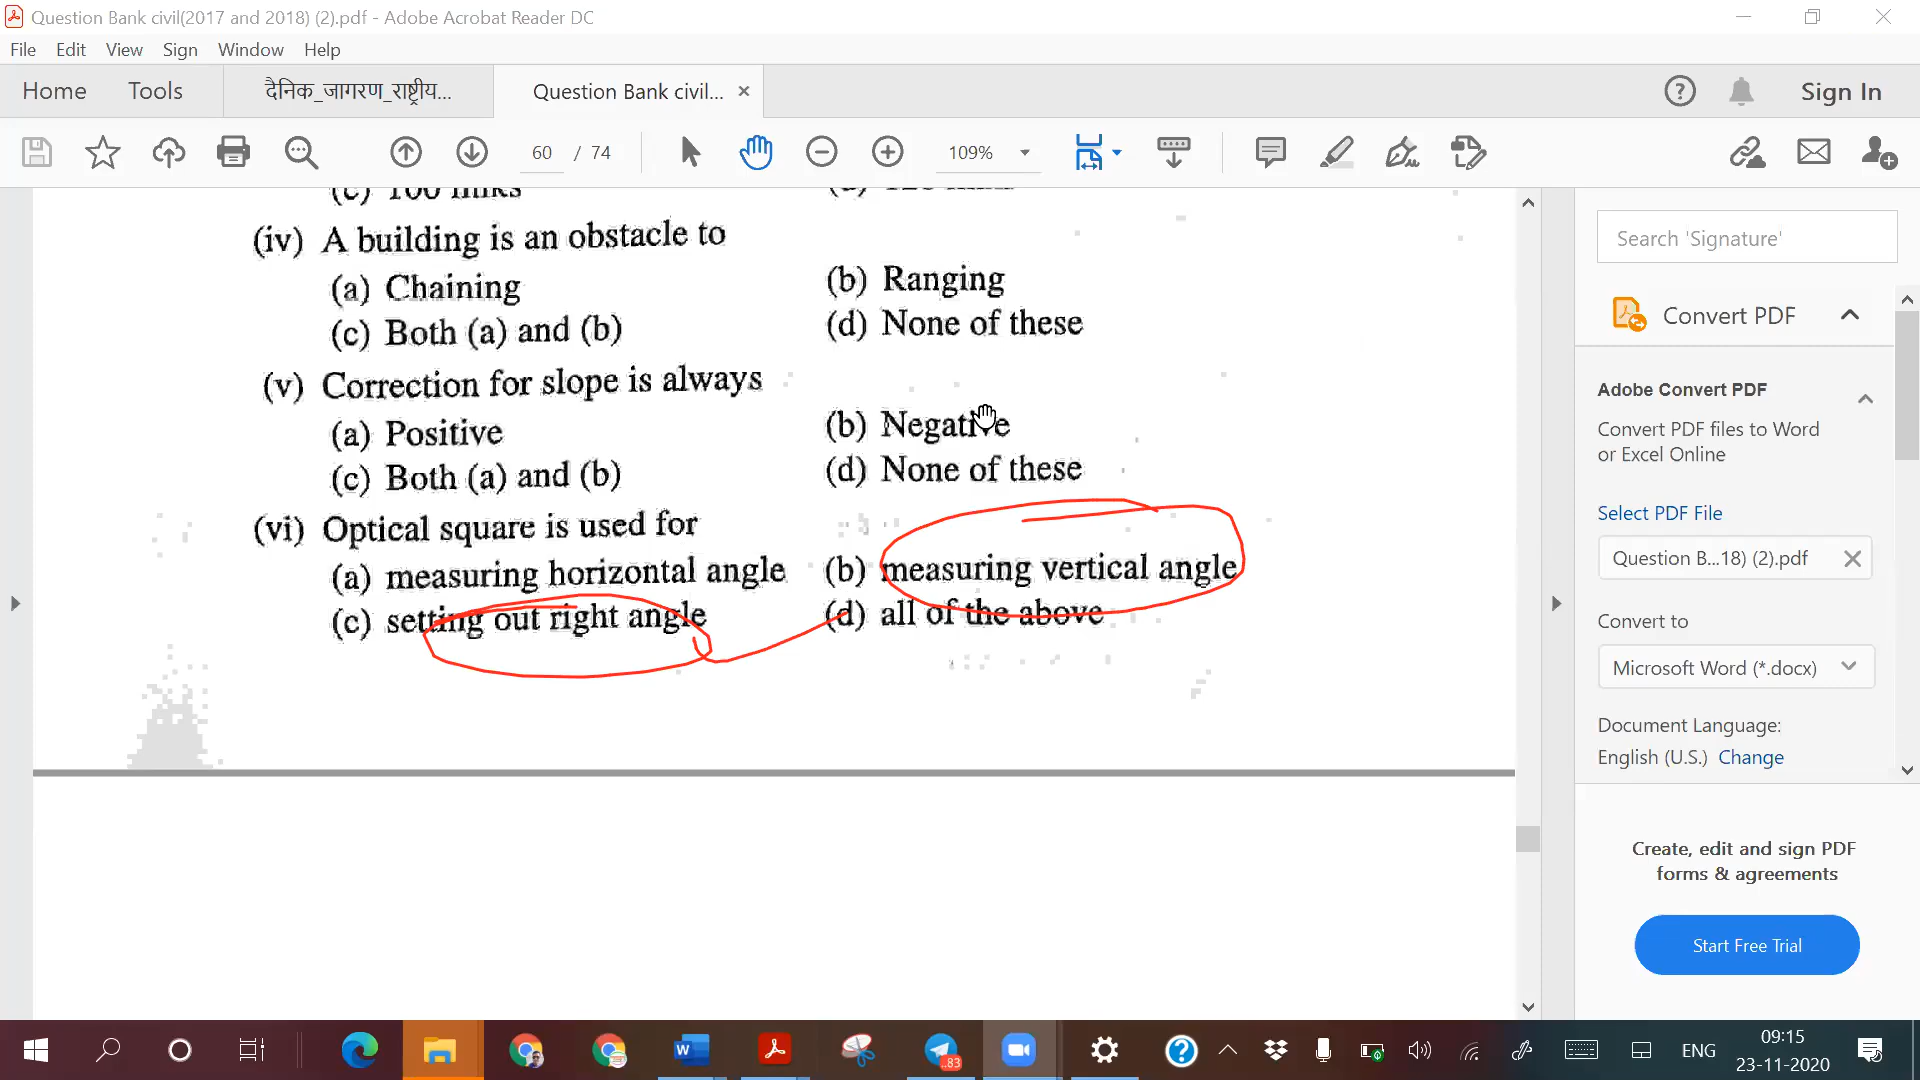 Question Bank civil(2017 and 2018) (2).pdf - Adobe Acrobat Reader DC
File Edit View Sign Window Help
Home Tools दैनिक_जागरण_राष्ट्रीय... Question Bank civil... × Sign In
60 / 74 109%
(c) 100 links
(iv) A building is an obstacle to
(a) Chaining (b) Ranging
(c) Both (a) and (b) (d) None of these
(v) Correction for slope is always
(a) Positive (b) Negative
(c) Both (a) and (b) (d) None of these
(vi) Optical square is used for
(a) measuring horizontal angle (b) measuring vertical angle
(c) setting out right angle (d) all of the above
Search 'Signature'
Convert PDF
Adobe Convert PDF
Convert PDF files to Word
or Excel Online
Select PDF File
Question B...18) (2).pdf
Convert to
Microsoft Word (*.docx)
Document Language:
English (U.S.) Change
Create, edit and sign PDF
forms & agreements
Start Free Trial
..83
ENG
09:15
23-11-2020